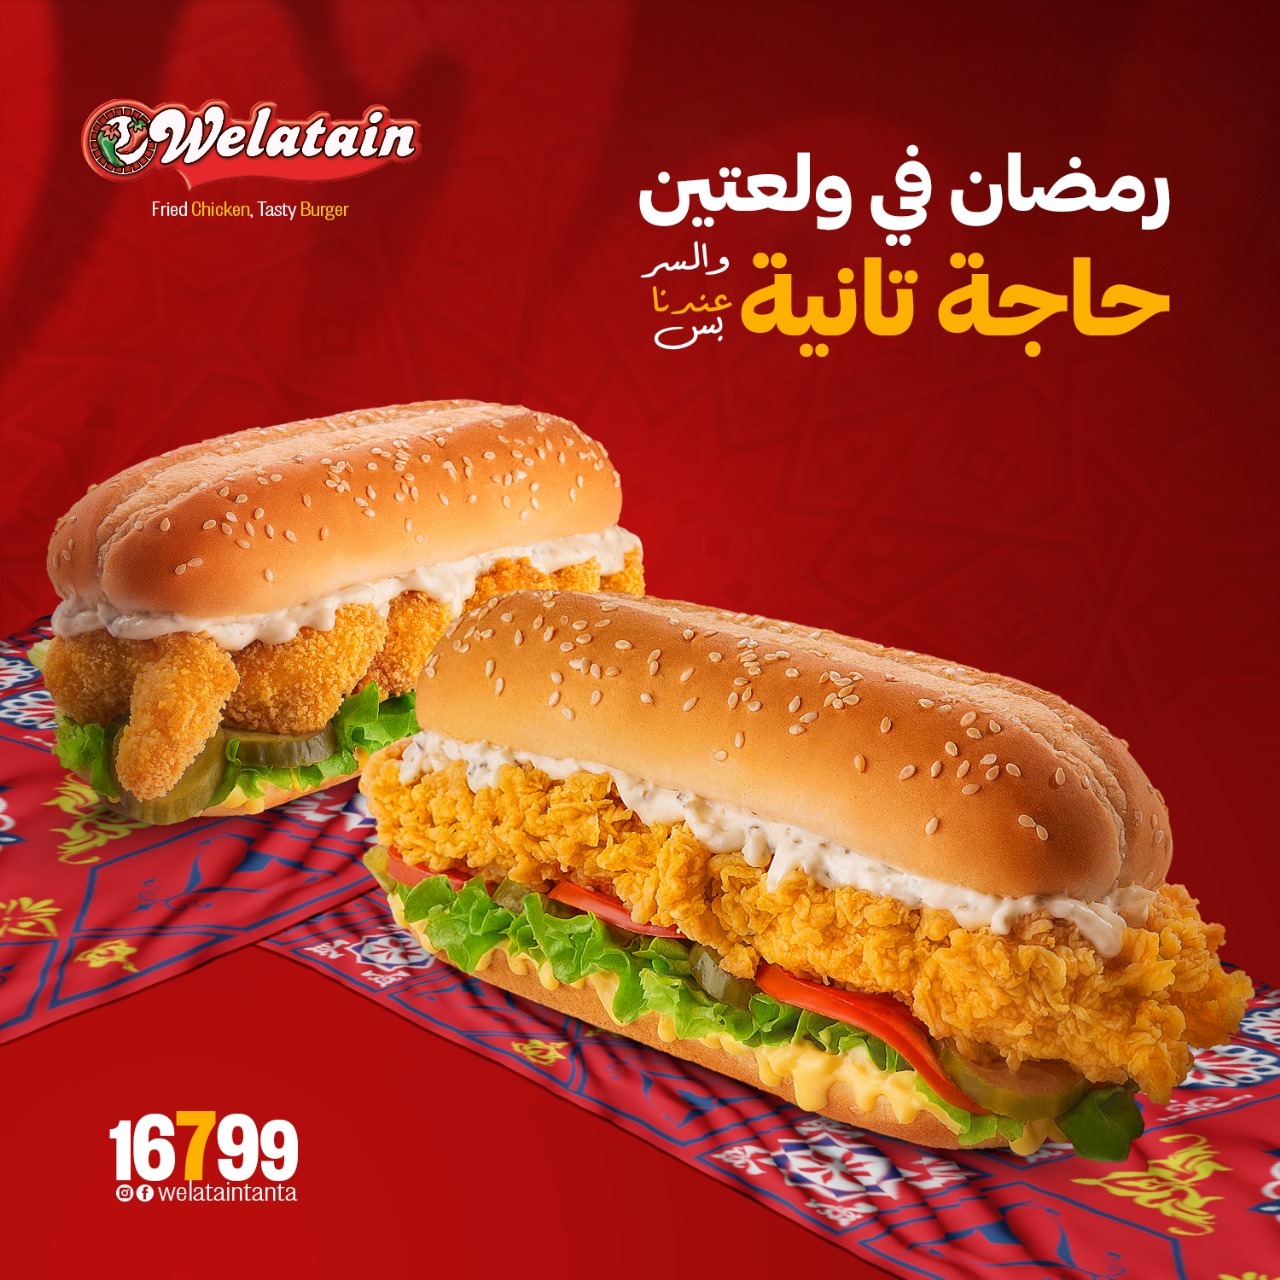 Welatain
Fried Chicken, Tasty Burger
رمضان في ولعتين
حاجة تانية
والسر
عندنا
بس
16799
welataintanta